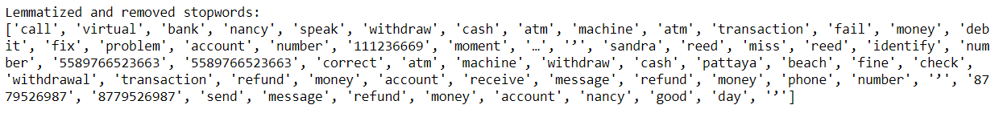 Lemmatized and removed stopwords:
['call', 'virtual', 'bank', 'nancy', 'speak', 'withdraw', 'cash', 'atm', 'machine', 'atm', 'transaction', 'fail', 'money', 'deb
it', 'fix', 'problem', 'account', 'number', '111236669', 'moment', '…', '’', 'sandra', 'reed', 'miss', 'reed', 'identify', 'num
ber', '5589766523663', '5589766523663', 'correct', 'atm', 'machine', 'withdraw', 'cash', 'pattaya', 'beach', 'fine', 'check',
'withdrawal', 'transaction', 'refund', 'money', 'account', 'receive', 'message', 'refund', 'money', 'phone', 'number', '’', '87
79526987', '8779526987', 'send', 'message', 'refund', 'money', 'account', 'nancy', 'good', 'day', '’']